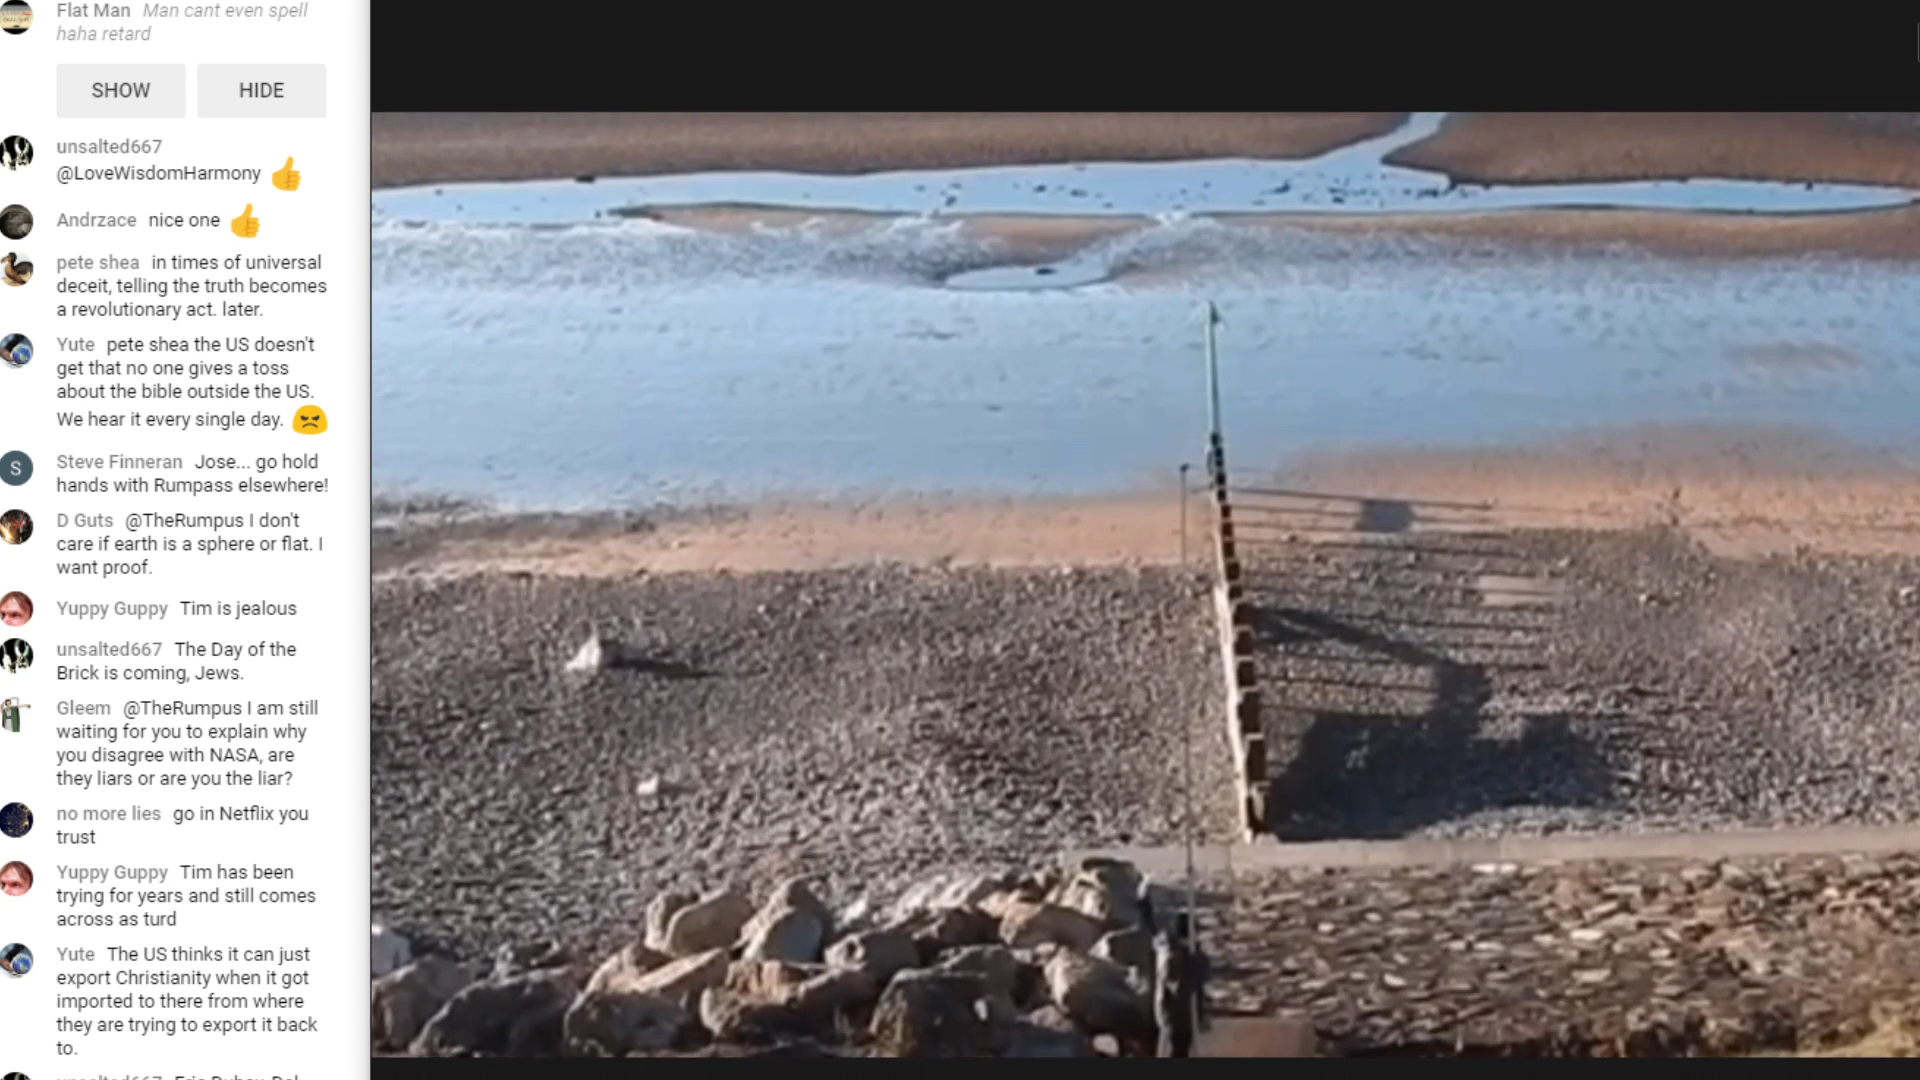 Flat Man Man cant even spell
haha retard
SHOW HIDE
unsalted667
@LoveWisdomHarmony
Andrzace nice one
pete shea in times of universal
deceit, telling the truth becomes
a revolutionary act. later.
Yute pete shea the US doesn't
get that no one gives a toss
about the bible outside the US.
We hear it every single day.
S Steve Finneran Jose... go hold
hands with Rumpass elsewhere!
D Guts @TheRumpus I don't
care if earth is a sphere or flat. I
want proof.
Yuppy Guppy Tim is jealous
unsalted667 The Day of the
Brick is coming, Jews.
Gleem @TheRumpus I am still
waiting for you to explain why
you disagree with NASA, are
they liars or are you the liar?
no more lies go in Netflix you
trust
Yuppy Guppy Tim has been
trying for years and still comes
across as turd
Yute The US thinks it can just
export Christianity when it got
imported to there from where
they are trying to export it back
to.